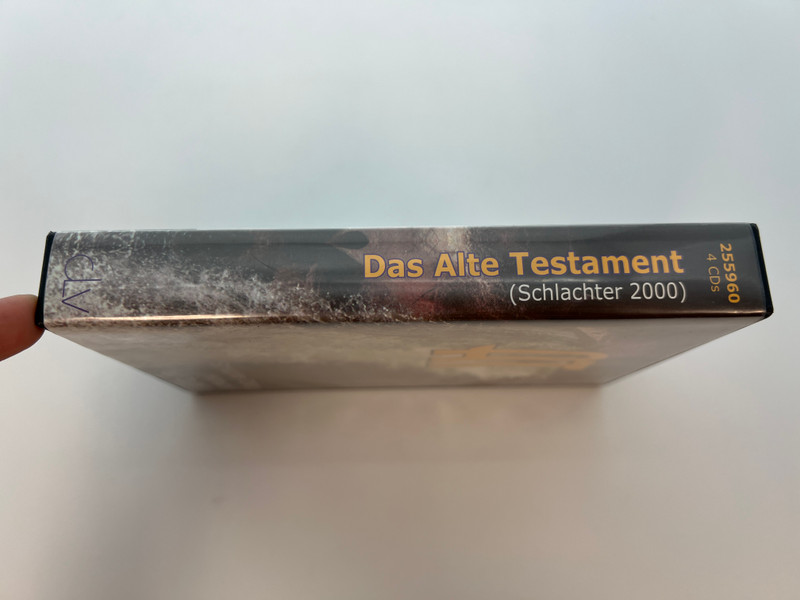 clv
Das Alte Testament
(Schlachter 2000)
255960
4 CDs